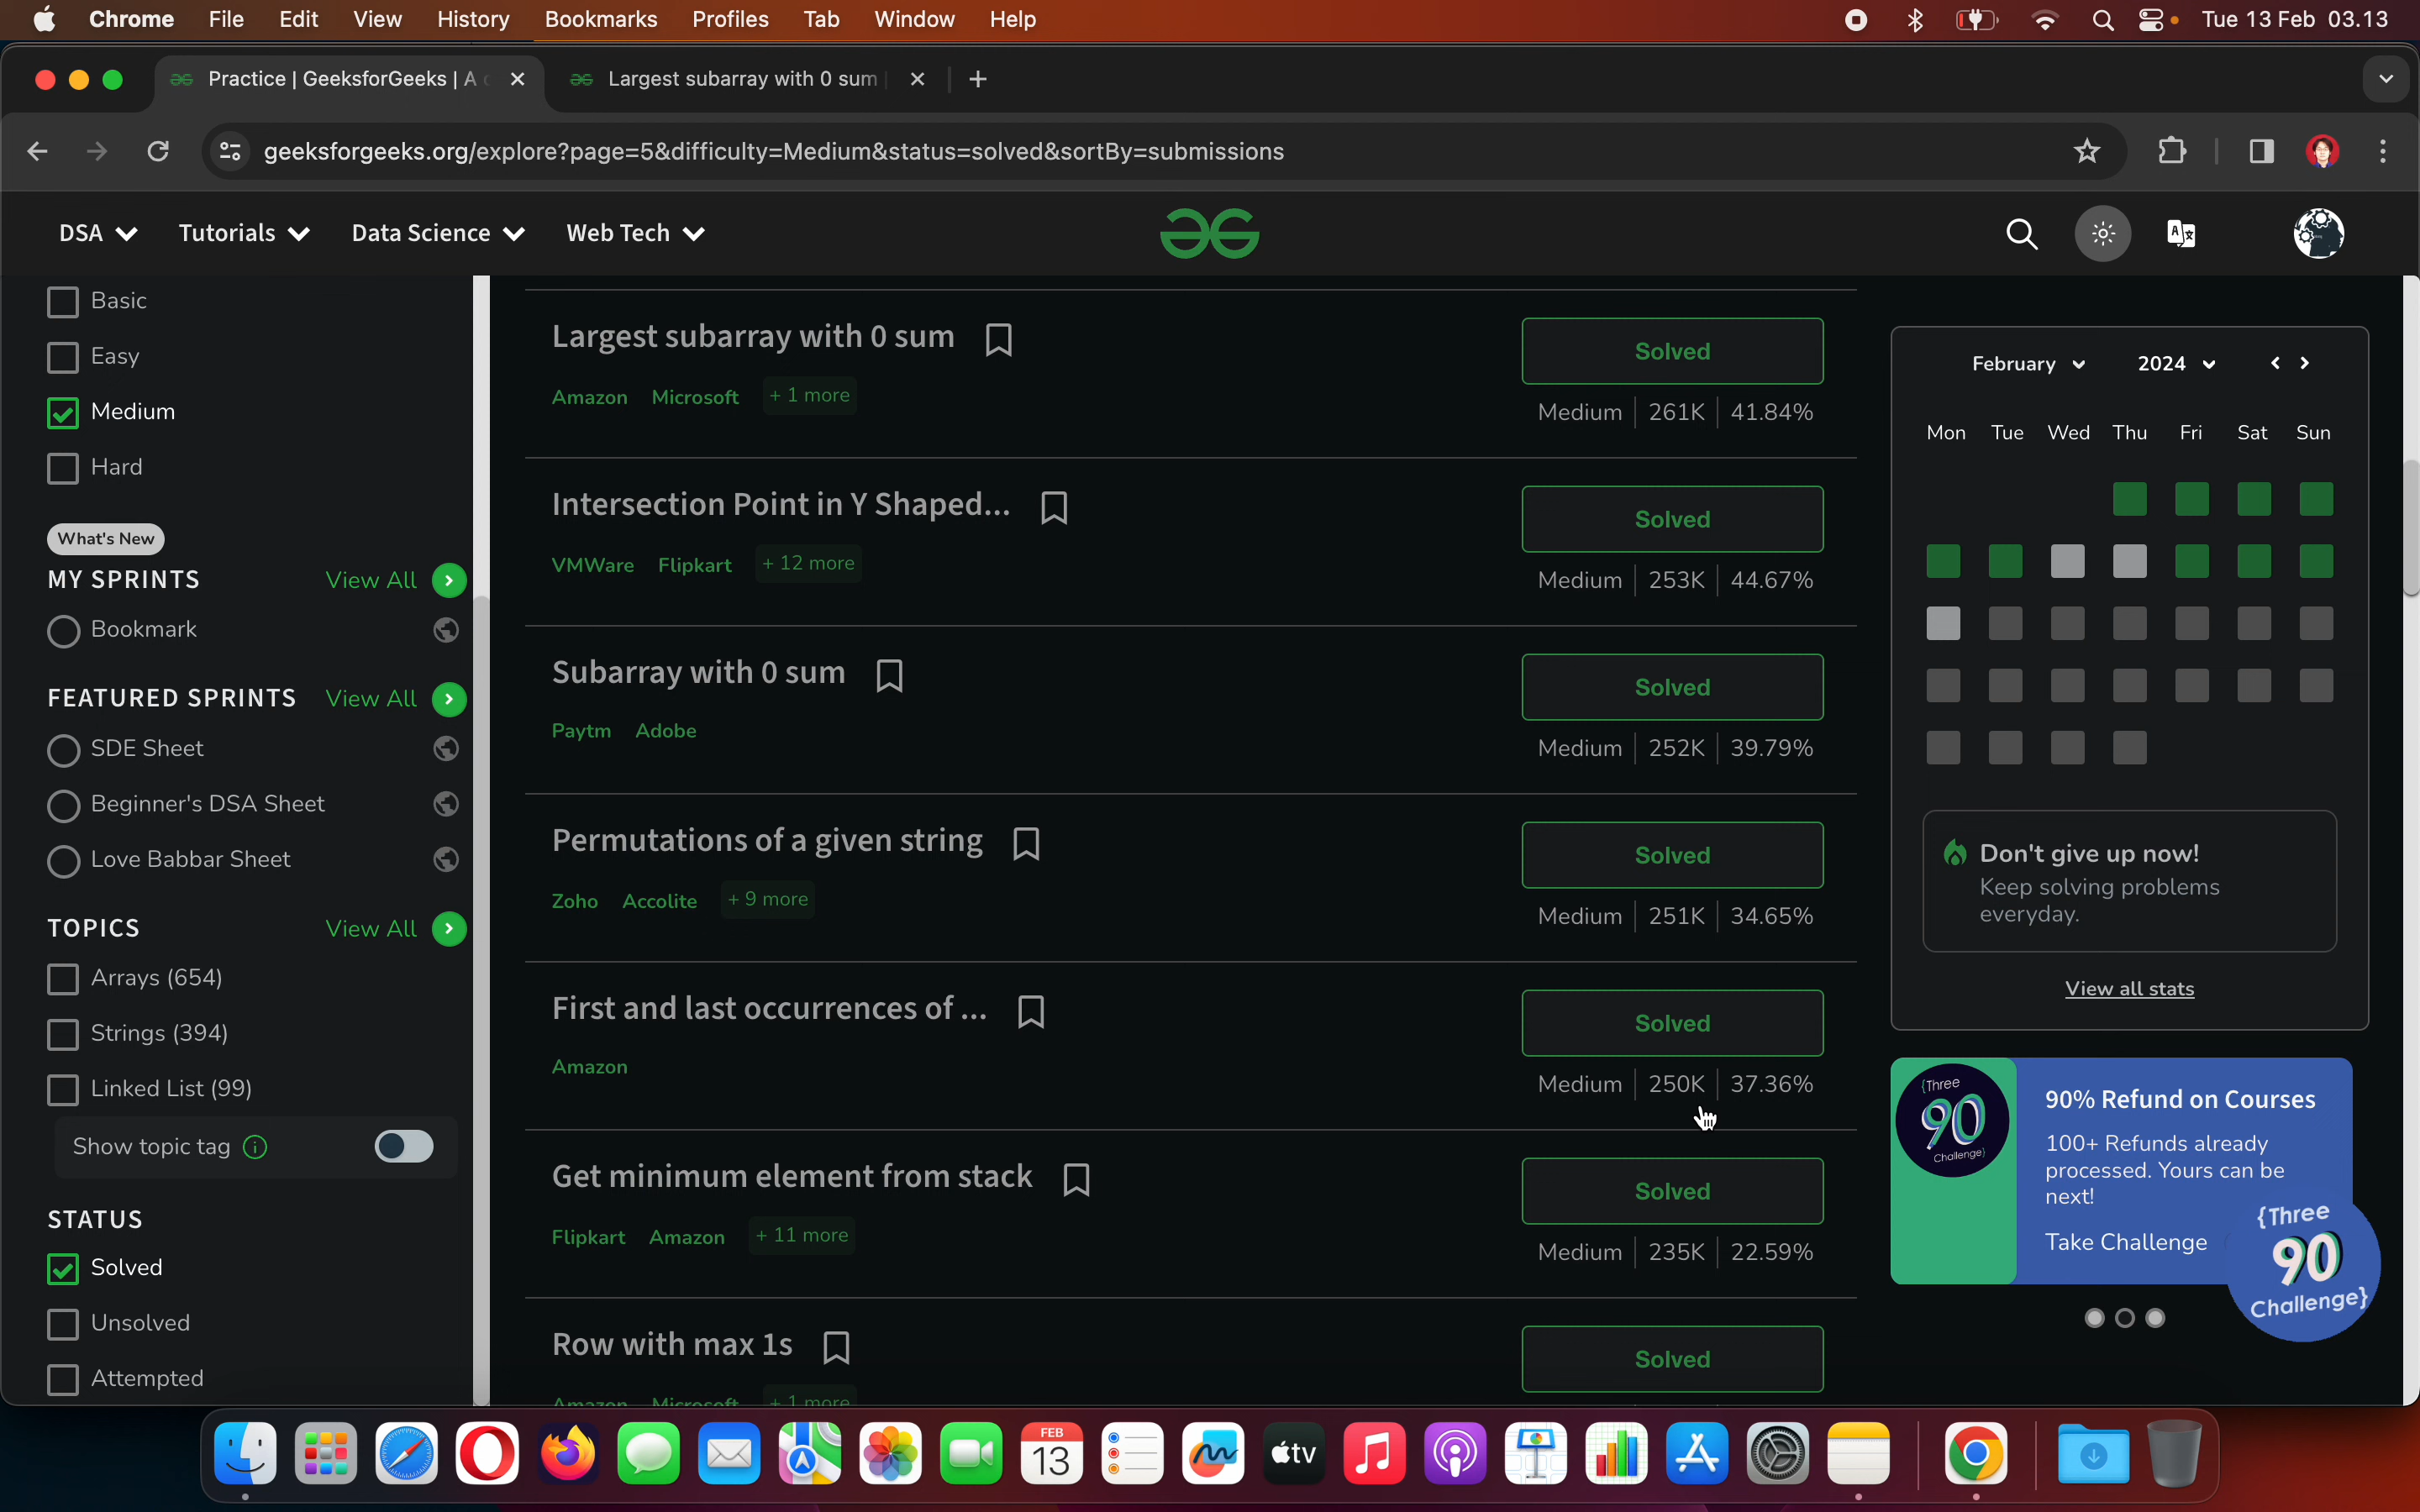 Chrome File Edit View History Bookmarks Profiles Tab Window Help Tue 13 Feb 03.13
Practice | GeeksforGeeks | A c
Largest subarray with 0 sum
geeksforgeeks.org/explore?page=5&difficulty=Medium&status=solved&sortBy=submissions
DSA Tutorials Data Science Web Tech
Basic
Easy
Medium
Hard
What's New
MY SPRINTS View All
Bookmark
FEATURED SPRINTS View All
SDE Sheet
Beginner's DSA Sheet
Love Babbar Sheet
TOPICS View All
Arrays (654)
Strings (394)
Linked List (99)
Show topic tag
STATUS
Solved
Unsolved
Attempted
Largest subarray with 0 sum
Solved
Amazon Microsoft + 1 more
Medium 261K 41.84%
Intersection Point in Y Shaped...
Solved
VMWare Flipkart + 12 more
Medium 253K 44.67%
Subarray with 0 sum
Solved
Paytm Adobe
Medium 252K 39.79%
Permutations of a given string
Solved
Zoho Accolite + 9 more
Medium 251K 34.65%
First and last occurrences of ...
Solved
Amazon
Medium 250K 37.36%
Get minimum element from stack
Solved
Flipkart Amazon + 11 more
Medium 235K 22.59%
Row with max 1s
Solved
Amazon Microsoft + 1 more
February 2024
Mon Tue Wed Thu Fri Sat Sun
Don't give up now!
Keep solving problems
everyday.
View all stats
{Three
90
Challenge}
90% Refund on Courses
100+ Refunds already
processed. Yours can be
next!
Take Challenge
{Three
90
Challenge}
FEB
13
tv